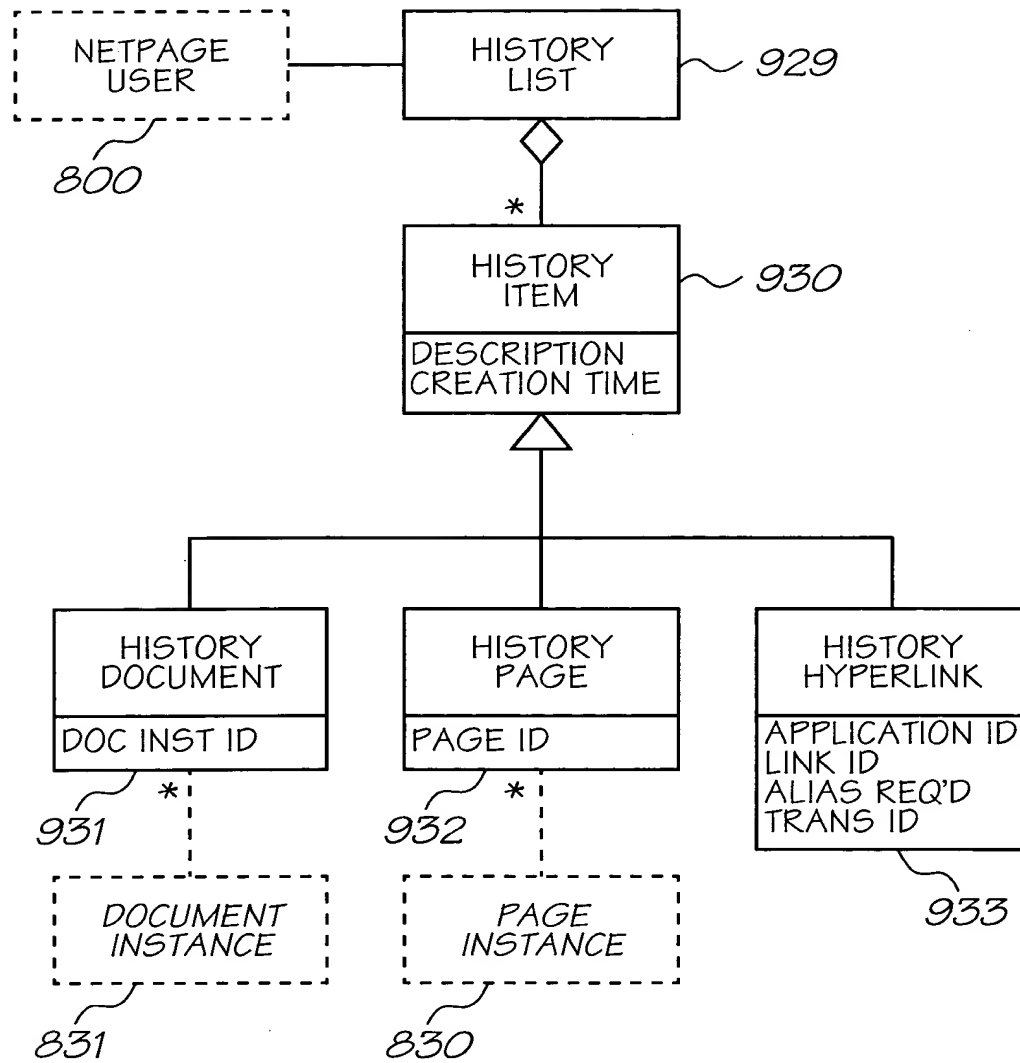 NETPAGE
USER
800
HISTORY
LIST
929
*
HISTORY
ITEM
930
DESCRIPTION
CREATION TIME
HISTORY
DOCUMENT
DOC INST ID
*
931
HISTORY
PAGE
PAGE ID
*
932
HISTORY
HYPERLINK
APPLICATION ID
LINK ID
ALIAS REQ'D
TRANS ID
933
DOCUMENT
INSTANCE
831
PAGE
INSTANCE
830